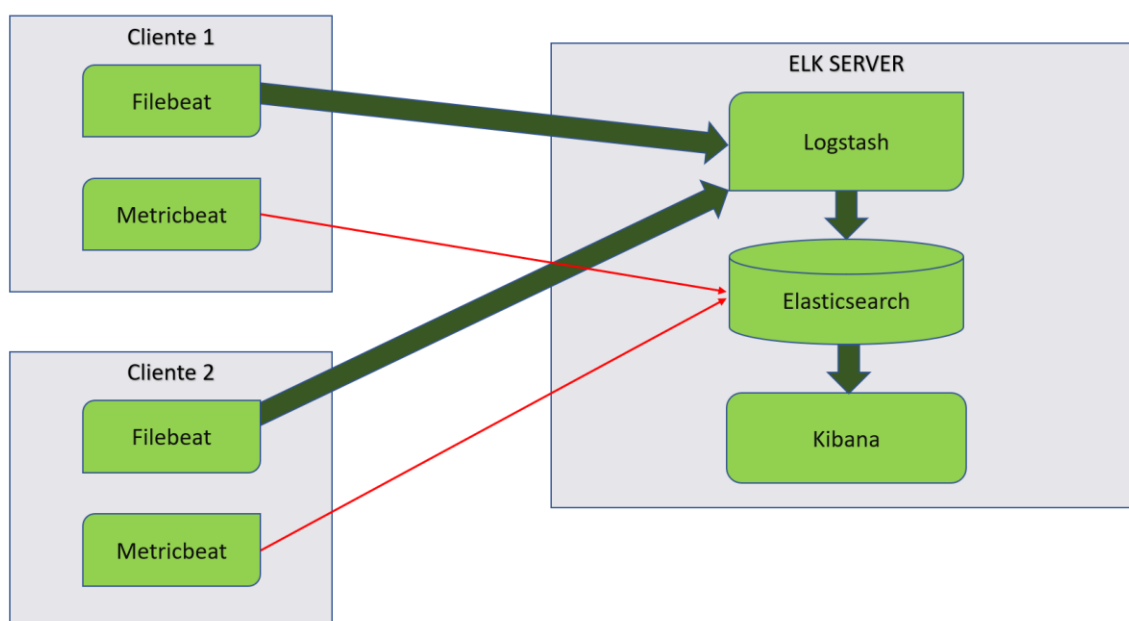 Cliente 1
Filebeat
Metricbeat
Cliente 2
Filebeat
Metricbeat
ELK SERVER
Logstash
Elasticsearch
Kibana